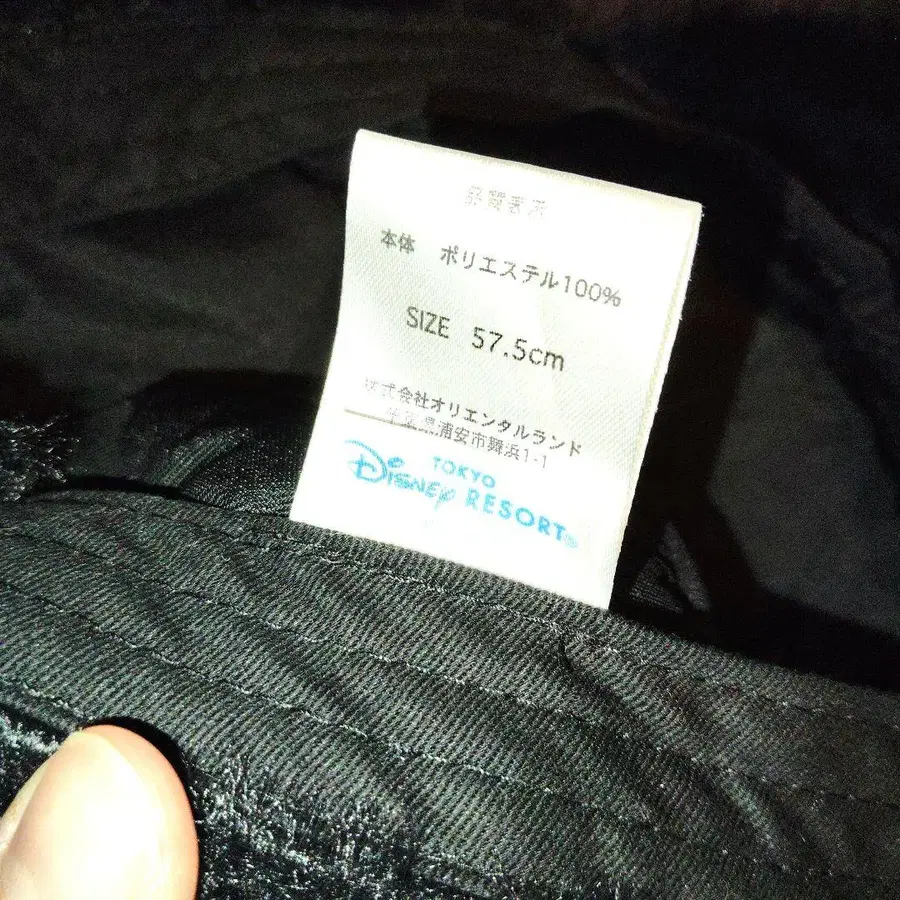 品質表示
本体 ポリエステル100%
SIZE 57.5cm
株式会社オリエンタルランド
千葉県浦安市舞浜1-1
TOKYO
Disney RESORT®